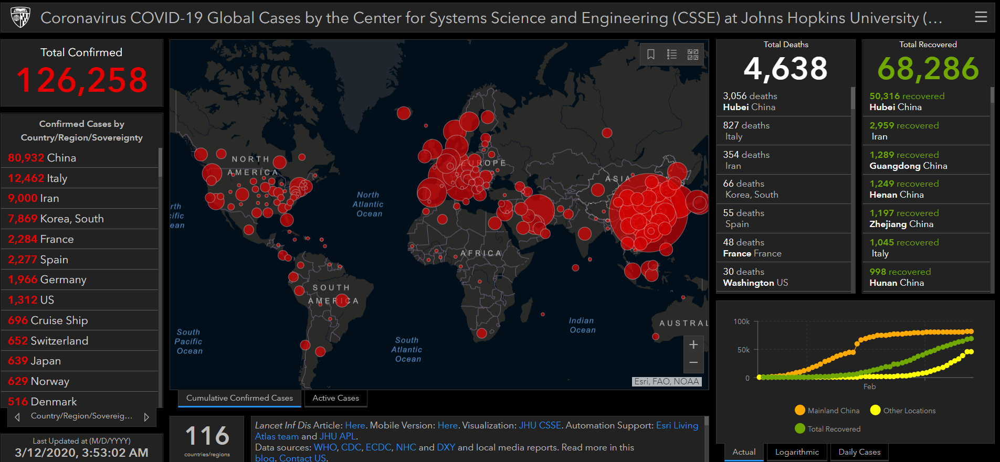 Coronavirus COVID-19 Global Cases by the Center for Systems Science and Engineering (CSSE) at Johns Hopkins University (...
Total Confirmed
126,258
Confirmed Cases by
Country/Region/Sovereignty
80,932 China
12,462 Italy
9,000 Iran
7,869 Korea, South
2,284 France
2,277 Spain
1,966 Germany
1,312 US
696 Cruise Ship
652 Switzerland
639 Japan
629 Norway
516 Denmark
Country/Region/Sovereig...
Last Updated at (M/D/YYYY)
3/12/2020, 3:53:02 AM
NORTH
AMERICA
EUROPE
ASIA
North
Atlantic
Ocean
rth
ific
ean
AFRICA
SOUTH
AMERICA
Indian
Ocean
AUSTRAL
South
Pacific
Ocean
South
Atlantic
Ocean
+
−
Esri, FAO, NOAA
Cumulative Confirmed Cases
Active Cases
116
countries/regions
Lancet Inf Dis Article: Here. Mobile Version: Here. Visualization: JHU CSSE. Automation Support: Esri Living
Atlas team and JHU APL.
Data sources: WHO, CDC, ECDC, NHC and DXY and local media reports. Read more in this
blog. Contact US.
Total Deaths
4,638
3,056 deaths
Hubei China
827 deaths
Italy
354 deaths
Iran
66 deaths
Korea, South
55 deaths
Spain
48 deaths
France France
30 deaths
Washington US
Total Recovered
68,286
50,316 recovered
Hubei China
2,959 recovered
Iran
1,289 recovered
Guangdong China
1,249 recovered
Henan China
1,197 recovered
Zhejiang China
1,045 recovered
Italy
998 recovered
Hunan China
100k
50k
0
Feb
Mainland China
Other Locations
Total Recovered
Actual
Logarithmic
Daily Cases